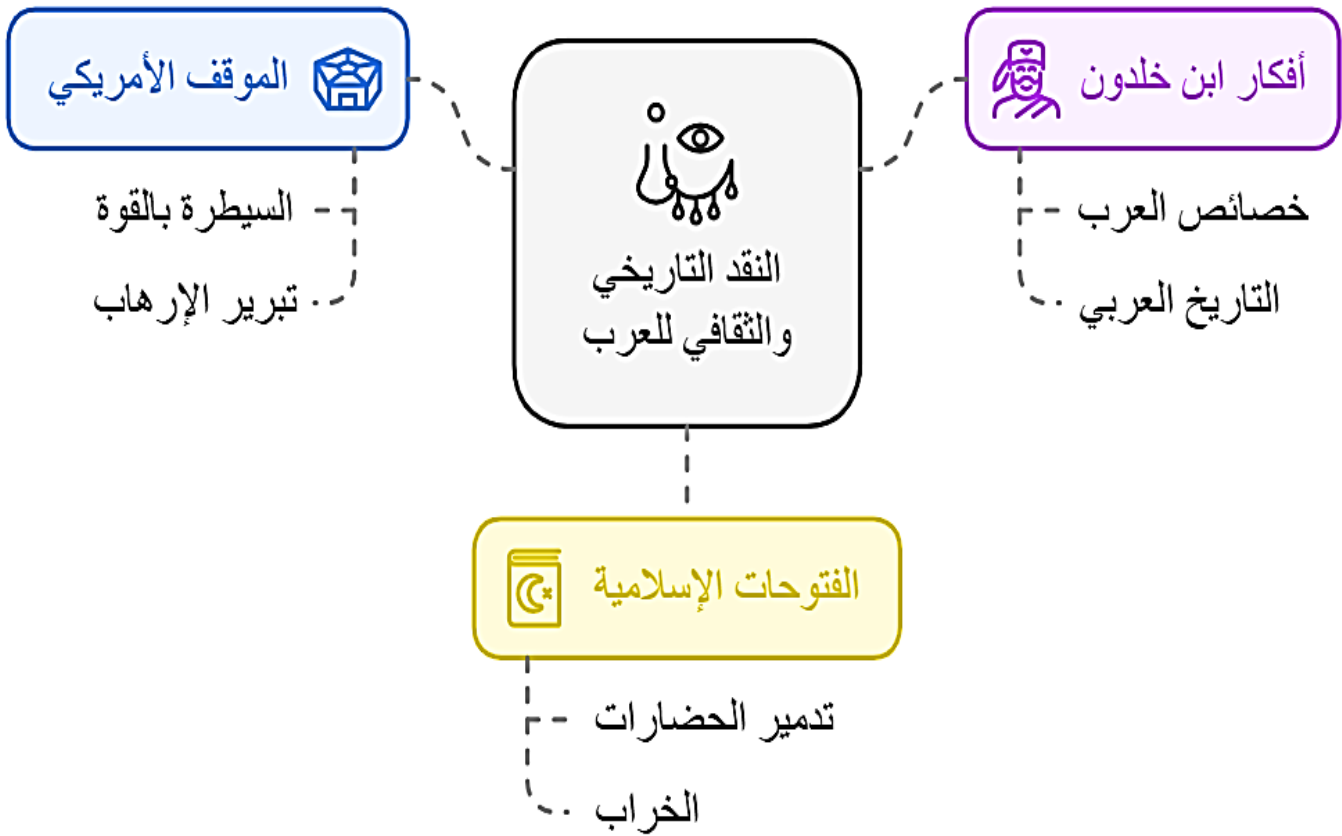 أفكار ابن خلدون
خصائص العرب
التاريخ العربي
النقد التاريخي
والثقافي للعرب
الموقف الأمريكي
السيطرة بالقوة
تبرير الإرهاب
الفتوحات الإسلامية
تدمير الحضارات
الخراب